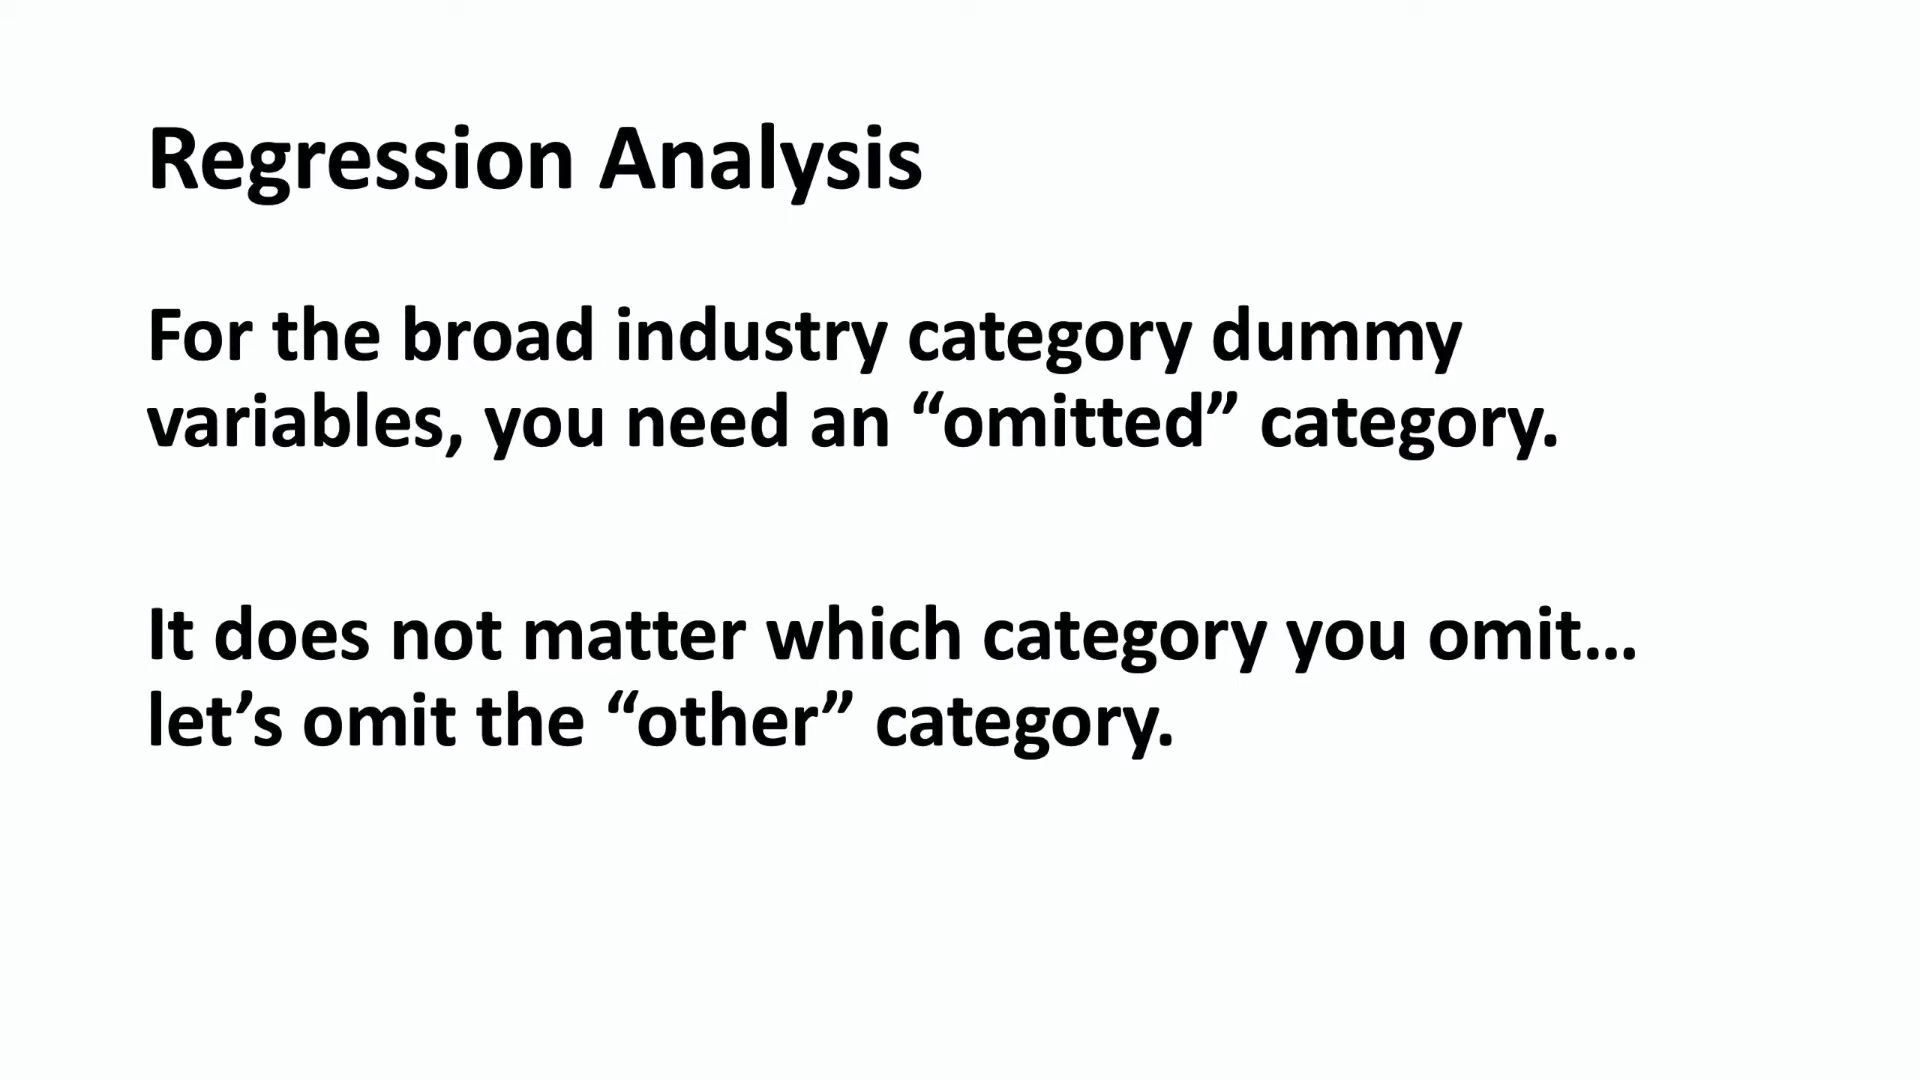 Regression Analysis
For the broad industry category dummy
variables, you need an “omitted” category.
It does not matter which category you omit…
let’s omit the “other” category.